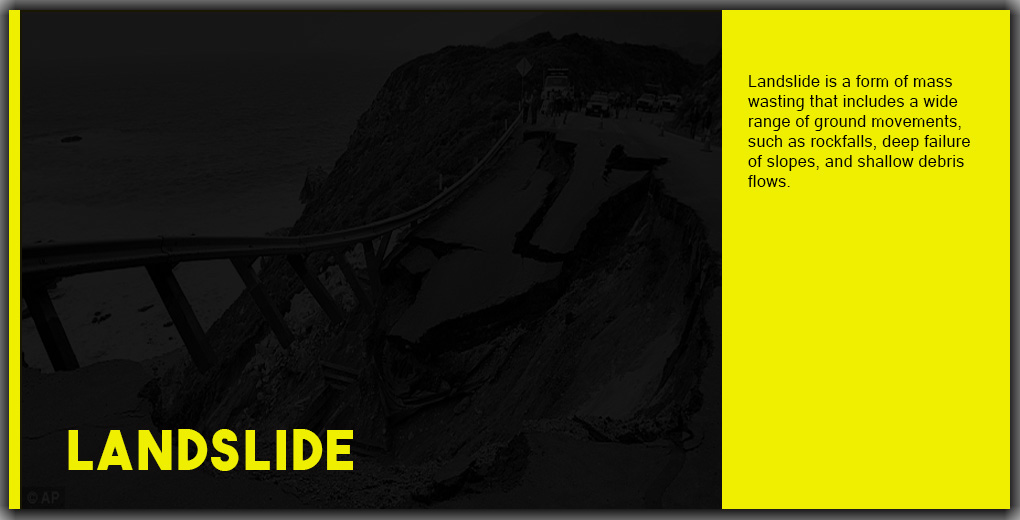 Landslide is a form of mass
wasting that includes a wide
range of ground movements,
such as rockfalls, deep failure
of slopes, and shallow debris
flows.
LANDSLIDE
© AP